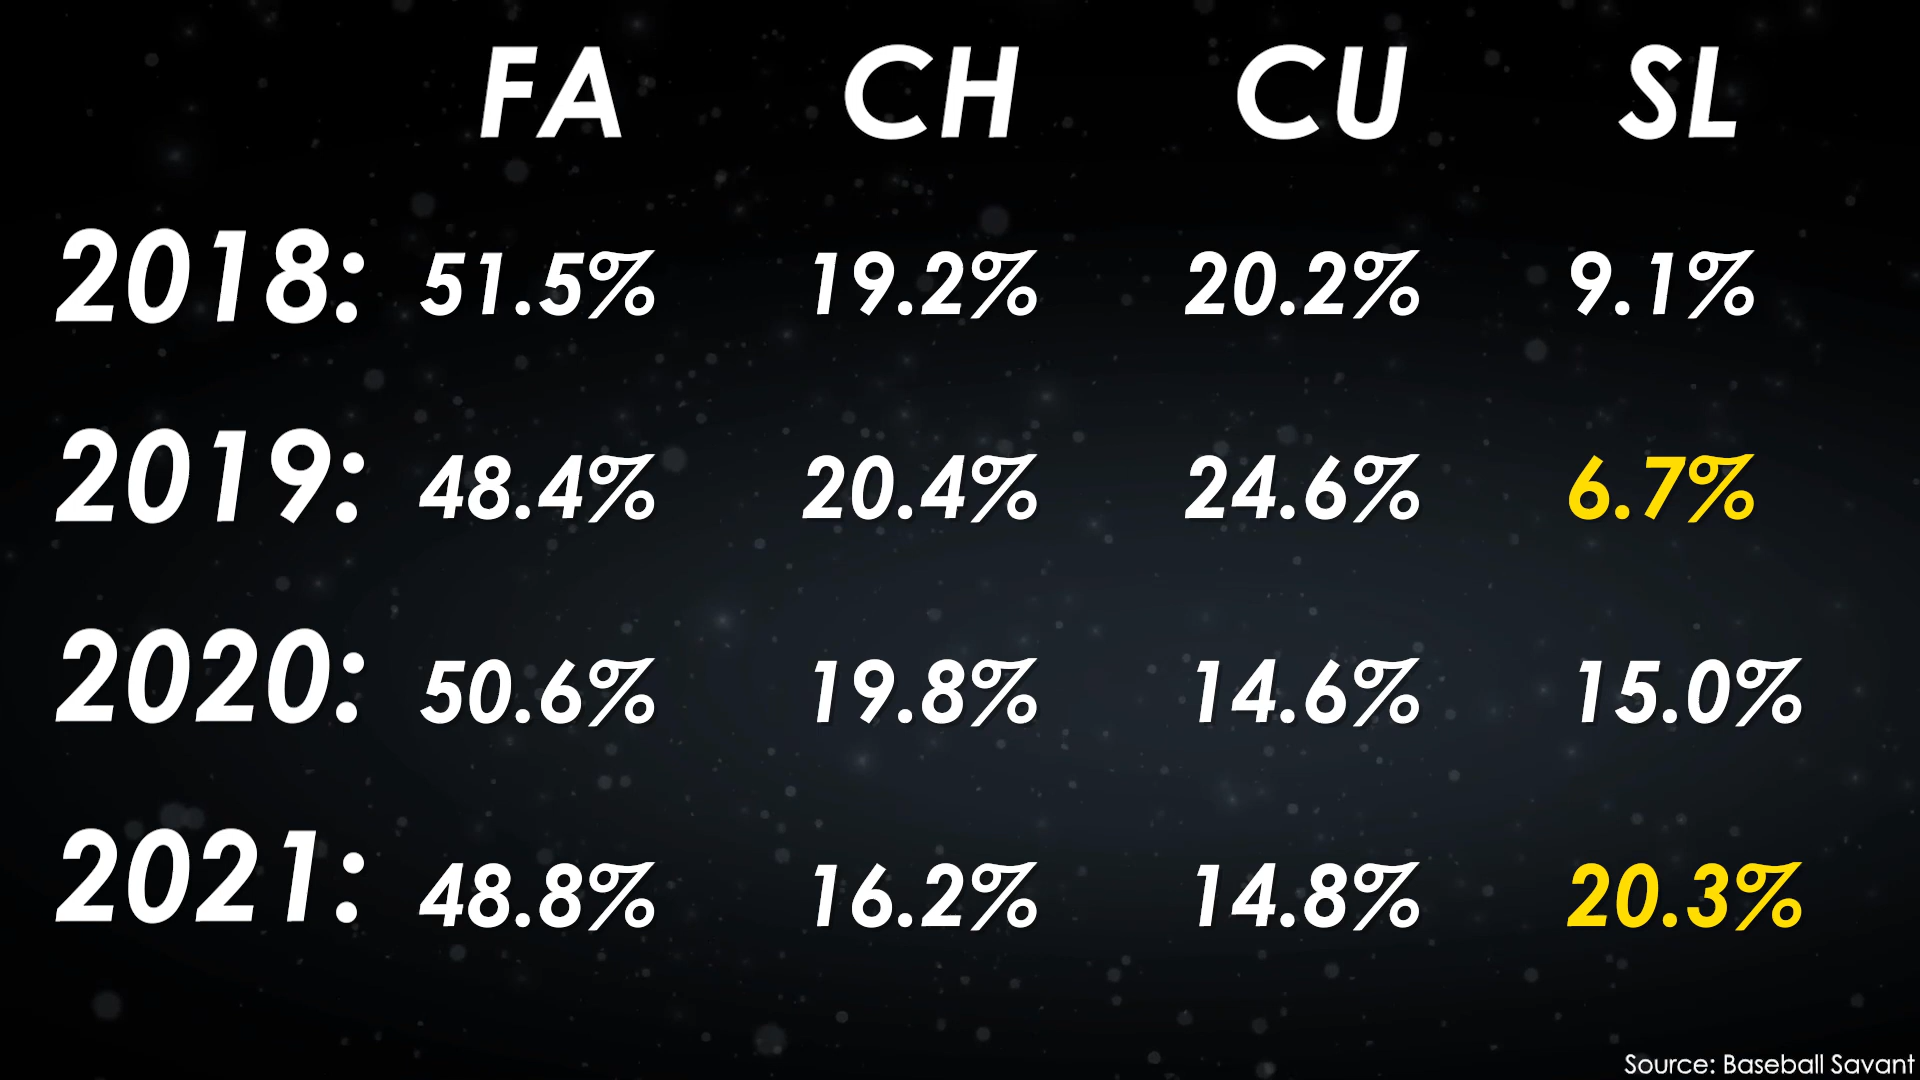 FA CH CU SL
2018: 51.5% 19.2% 20.2% 9.1%
2019: 48.4% 20.4% 24.6% 6.7%
2020: 50.6% 19.8% 14.6% 15.0%
2021: 48.8% 16.2% 14.8% 20.3%
Source: Baseball Savant